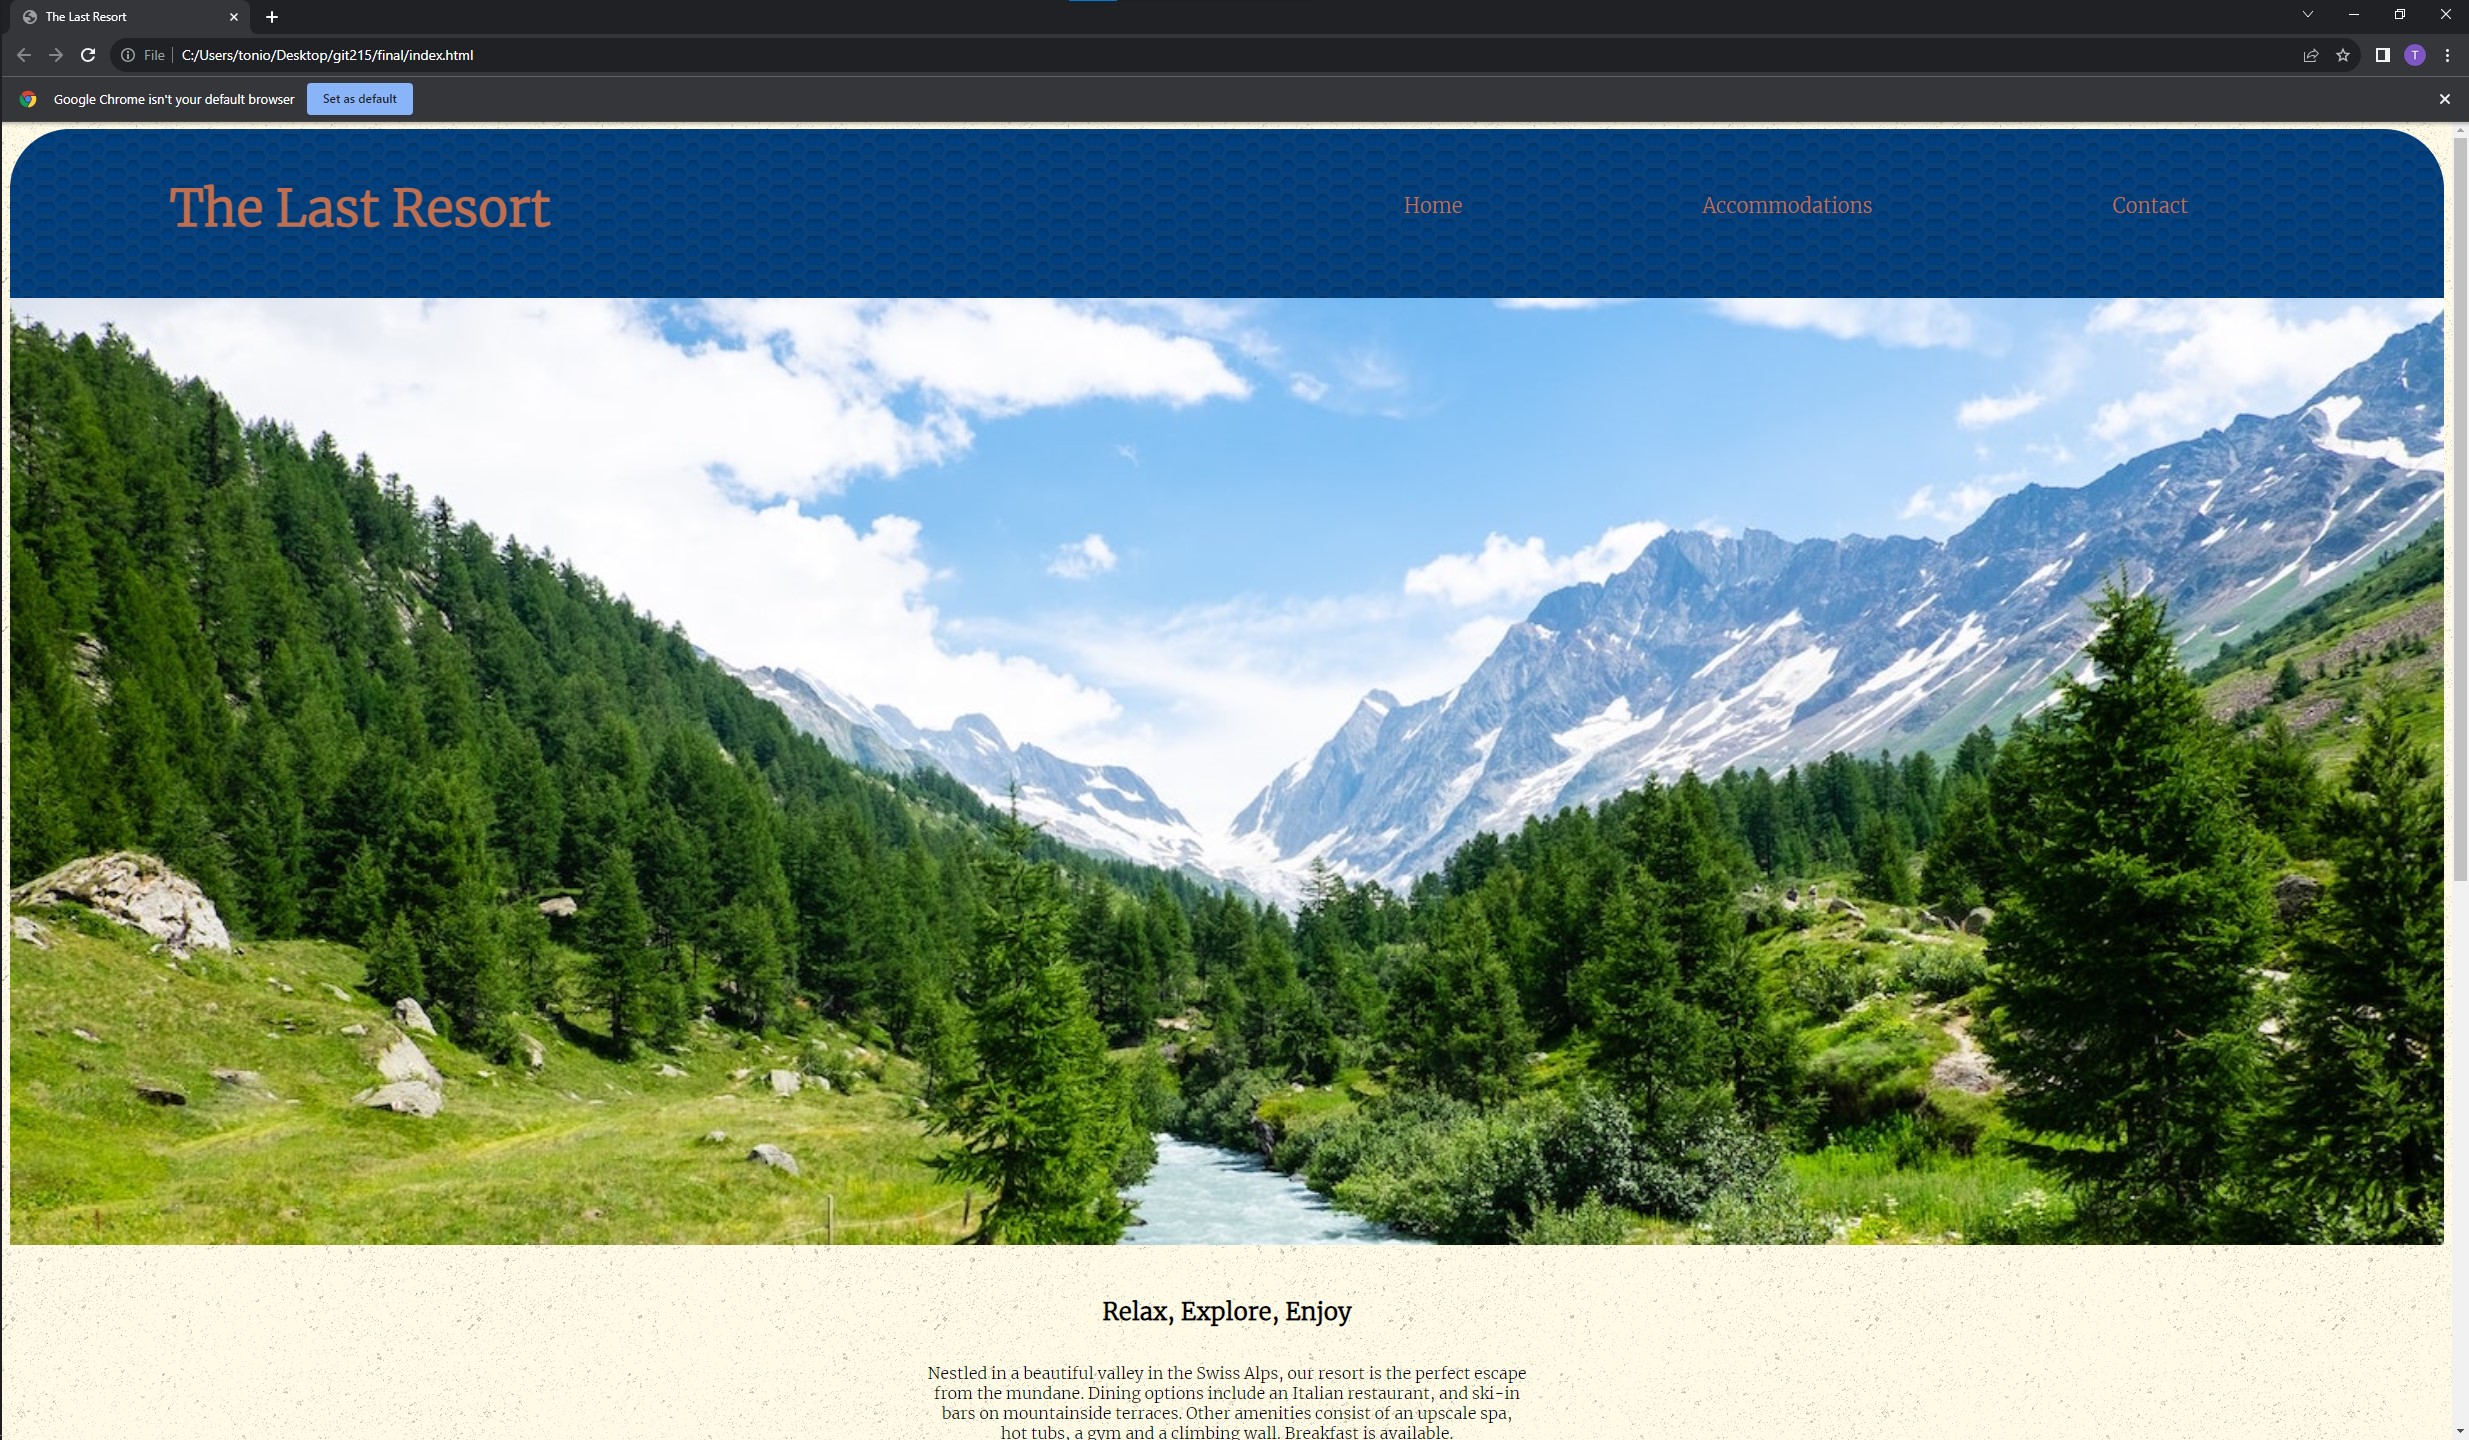 The Last Resort
File
C:/Users/tonio/Desktop/git215/final/index.html
T
Google Chrome isn't your default browser
Set as default
The Last Resort
Home
Accommodations
Contact
Relax, Explore, Enjoy
Nestled in a beautiful valley in the Swiss Alps, our resort is the perfect escape
from the mundane. Dining options include an Italian restaurant, and ski-in
bars on mountainside terraces. Other amenities consist of an upscale spa,
hot tubs, a gym and a climbing wall. Breakfast is available.